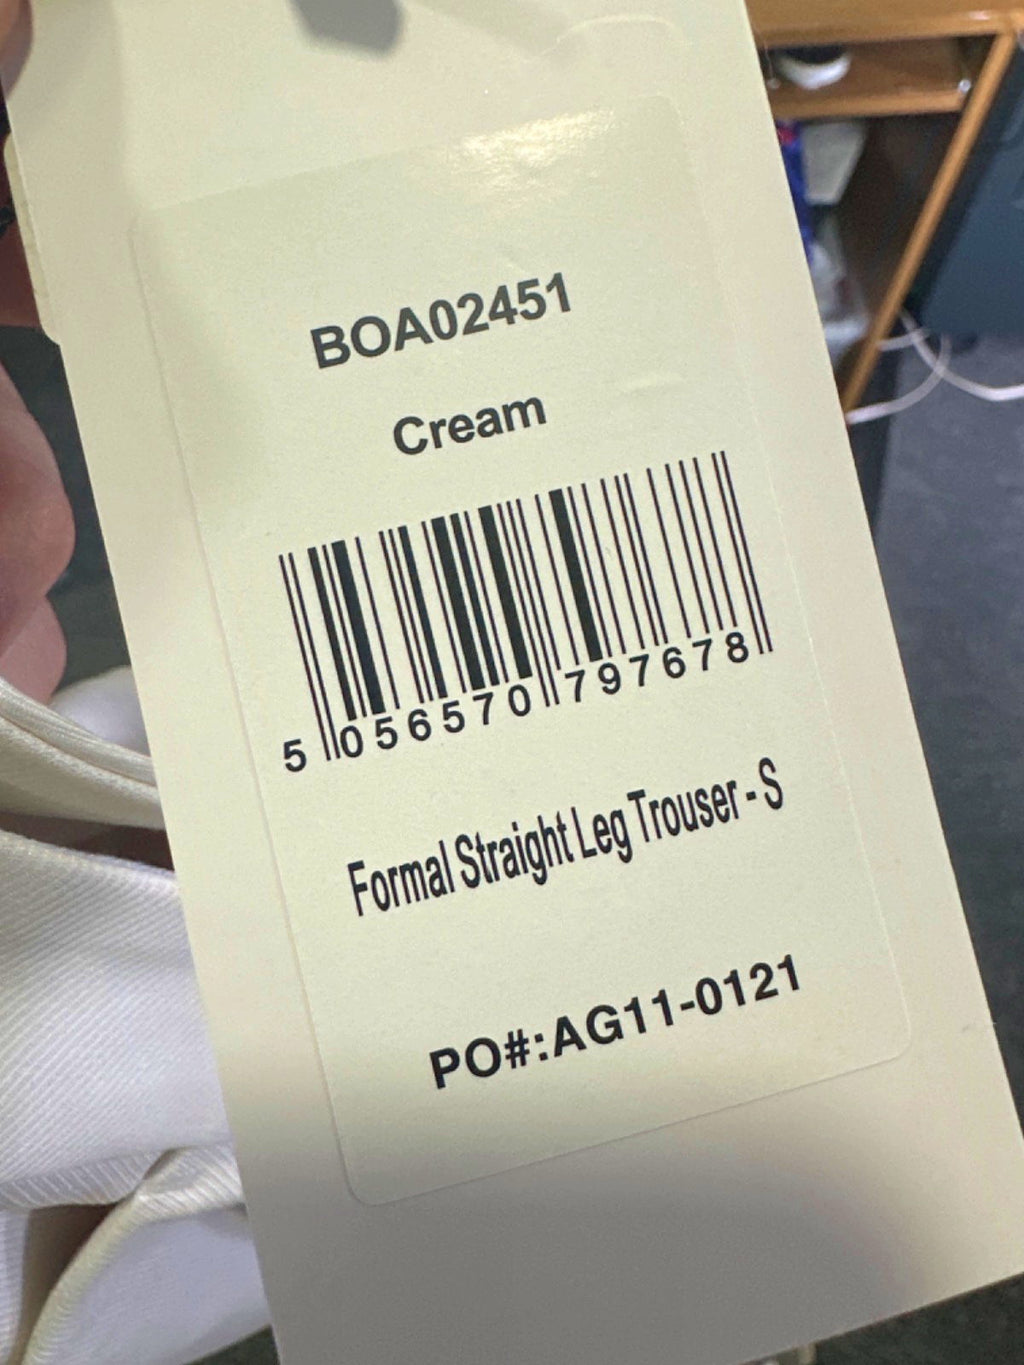 BOA02451
Cream
5 056570 797678
Formal Straight Leg Trouser - S
PO#:AG11-0121